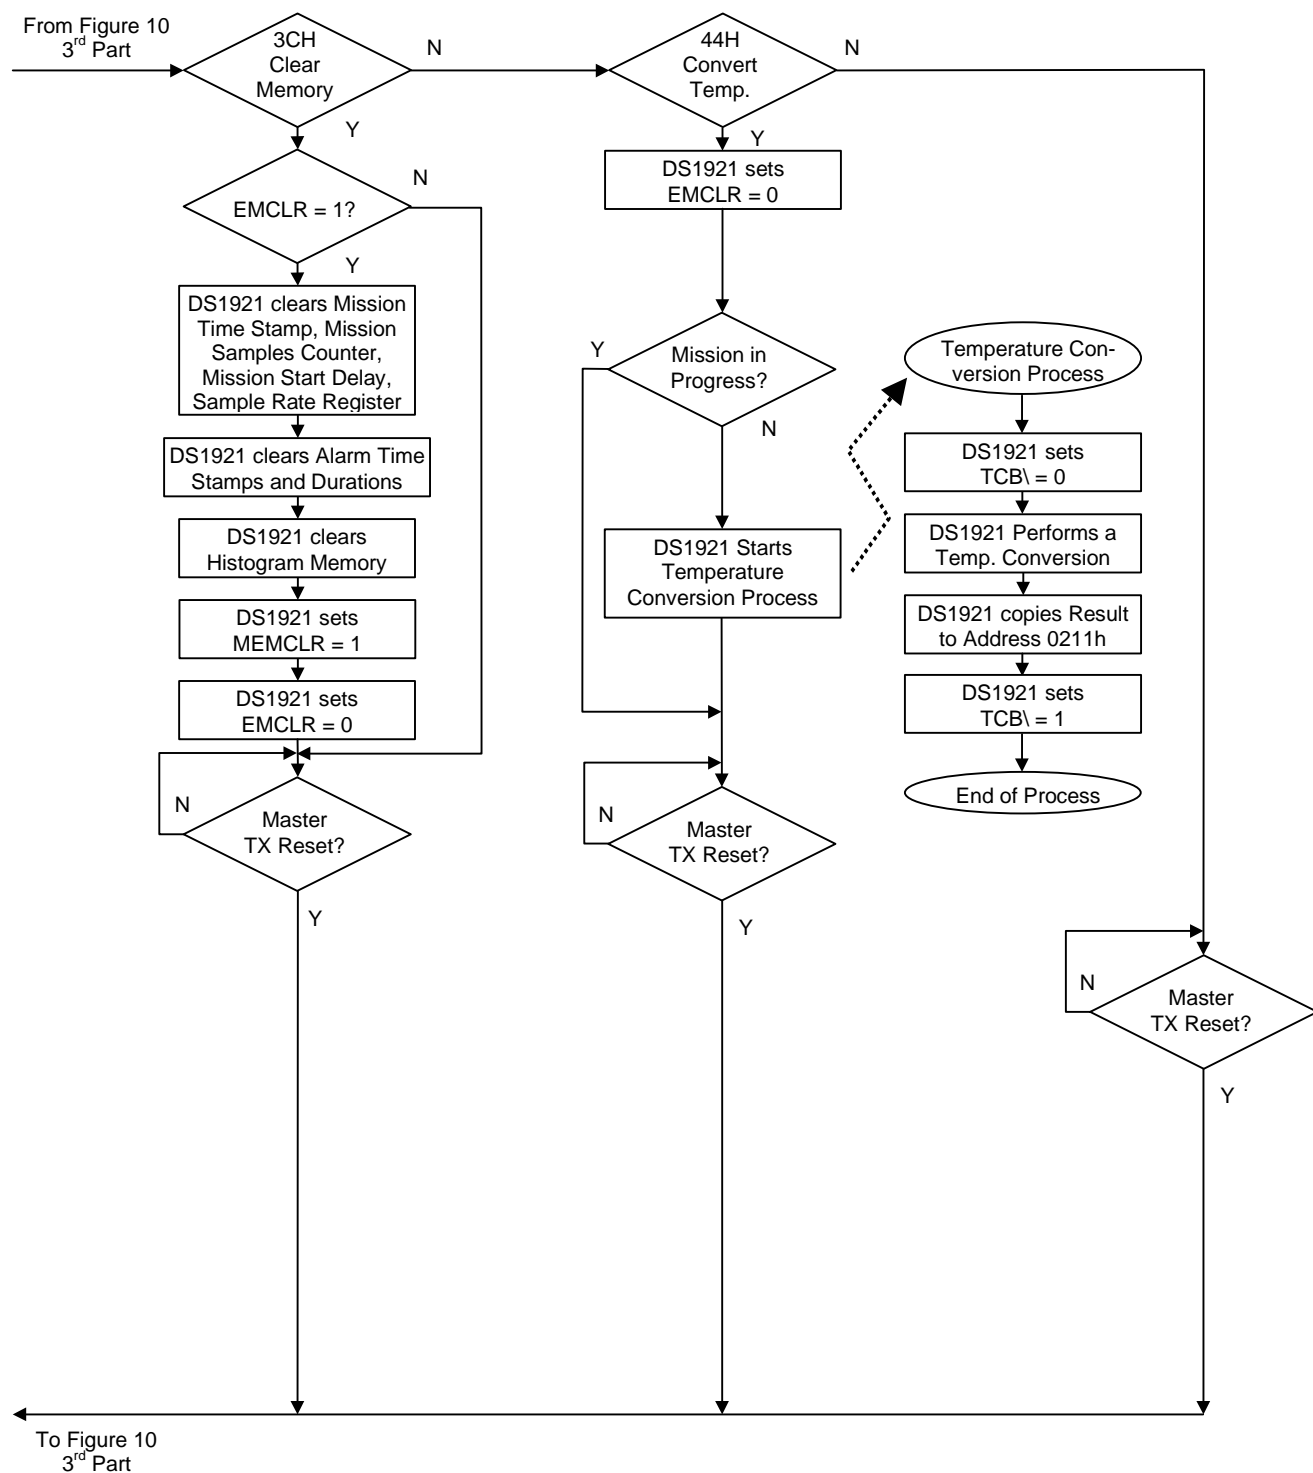 From Figure 10
3rd Part
3CH
Clear
Memory
N
Y
44H
Convert
Temp.
N
Y
EMCLR = 1?
N
Y
DS1921 sets
EMCLR = 0
DS1921 clears Mission
Time Stamp, Mission
Samples Counter,
Mission Start Delay,
Sample Rate Register
DS1921 clears Alarm Time
Stamps and Durations
DS1921 clears
Histogram Memory
DS1921 sets
MEMCLR = 1
DS1921 sets
EMCLR = 0
N
Master
TX Reset?
Y
Y
Mission in
Progress?
N
DS1921 Starts
Temperature
Conversion Process
N
Master
TX Reset?
Y
Temperature Con-
version Process
DS1921 sets
TCB\ = 0
DS1921 Performs a
Temp. Conversion
DS1921 copies Result
to Address 0211h
DS1921 sets
TCB\ = 1
End of Process
N
Master
TX Reset?
Y
To Figure 10
3rd Part